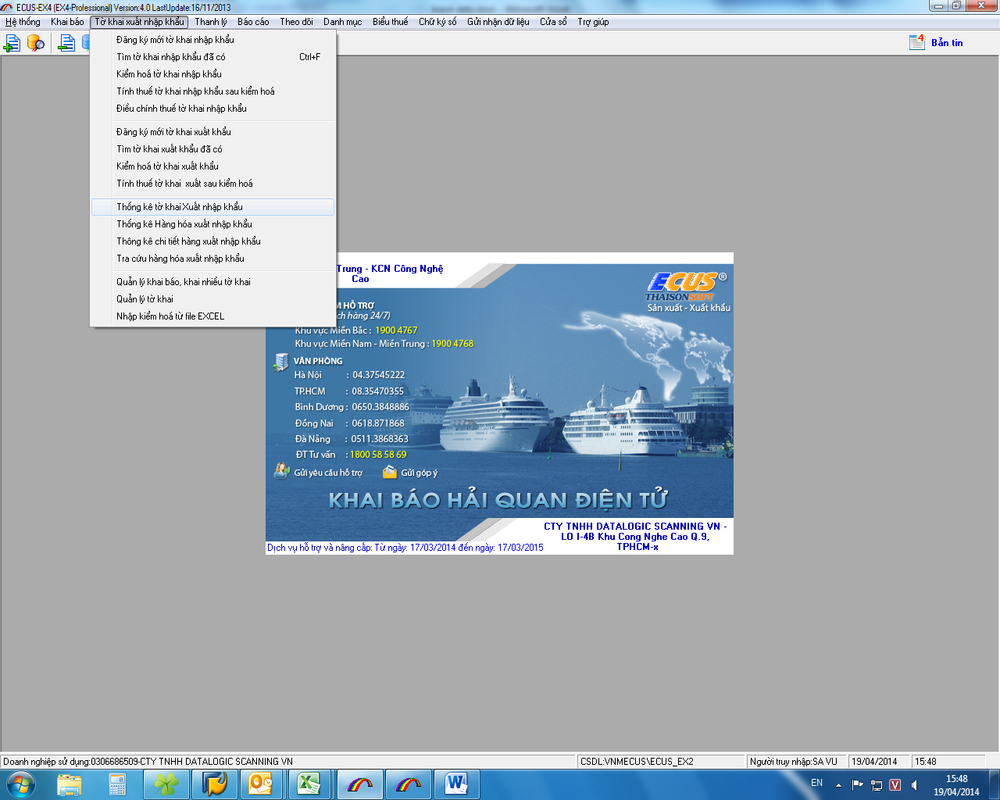 ECUS-EX4 (EX4-Professional) Version:4.0 LastUpdate:16/11/2013
Hệ thống Khai báo Tờ khai xuất nhập khẩu Thanh lý Báo cáo Theo dõi Danh mục Biểu thuế Chữ ký số Gửi nhận dữ liệu Cửa sổ Trợ giúp
Bản tin
Đăng ký mới tờ khai nhập khẩu
Tìm tờ khai nhập khẩu đã có Ctrl+F
Kiểm hoá tờ khai nhập khẩu
Tính thuế tờ khai nhập khẩu sau kiểm hoá
Điều chính thuế tờ khai nhập khẩu
Đăng ký mới tờ khai xuất khẩu
Tìm tờ khai xuất khẩu đã có
Kiểm hoá tờ khai xuất khẩu
Tính thuế tờ khai xuất sau kiểm hoá
Thống kê tờ khai Xuất nhập khẩu
Thống kê Hàng hóa xuất nhập khẩu
Thông kê chi tiết hàng xuất nhập khẩu
Tra cứu hàng hóa xuất nhập khẩu
Quản lý khai báo, khai nhiều tờ khai
Quản lý tờ khai
Nhập kiểm hoá từ file EXCEL
Trung - KCN Công Nghệ
Cao
ECUS®
THAISONSOFT
Sản xuất - Xuất khẩu
HỖ TRỢ
hàng 24/7)
Khu vực Miền Bắc : 1900 4767
Khu vực Miền Nam - Miền Trung : 1900 4768
VĂN PHÒNG
Hà Nội : 04.37545222
TP.HCM : 08.35470355
Bình Dương : 0650.3848886
Đồng Nai : 0618.871868
Đà Nẵng : 0511.3868363
ĐT Tư vấn : 1800 58 58 69
Gửi yêu cầu hỗ trợ Gửi góp ý
KHAI BÁO HẢI QUAN ĐIỆN TỬ
CTY TNHH DATALOGIC SCANNING VN -
LO I-4B Khu Cong Nghe Cao Q.9,
TPHCM-x
Dịch vụ hỗ trợ và nâng cấp: Từ ngày: 17/03/2014 đến ngày: 17/03/2015
Doanh nghiệp sử dụng:0306686509-CTY TNHH DATALOGIC SCANNING VN CSDL:VNMECUS\ECUS_EX2 Người truy nhập:SA VU 19/04/2014 15:48
EN 15:48
19/04/2014